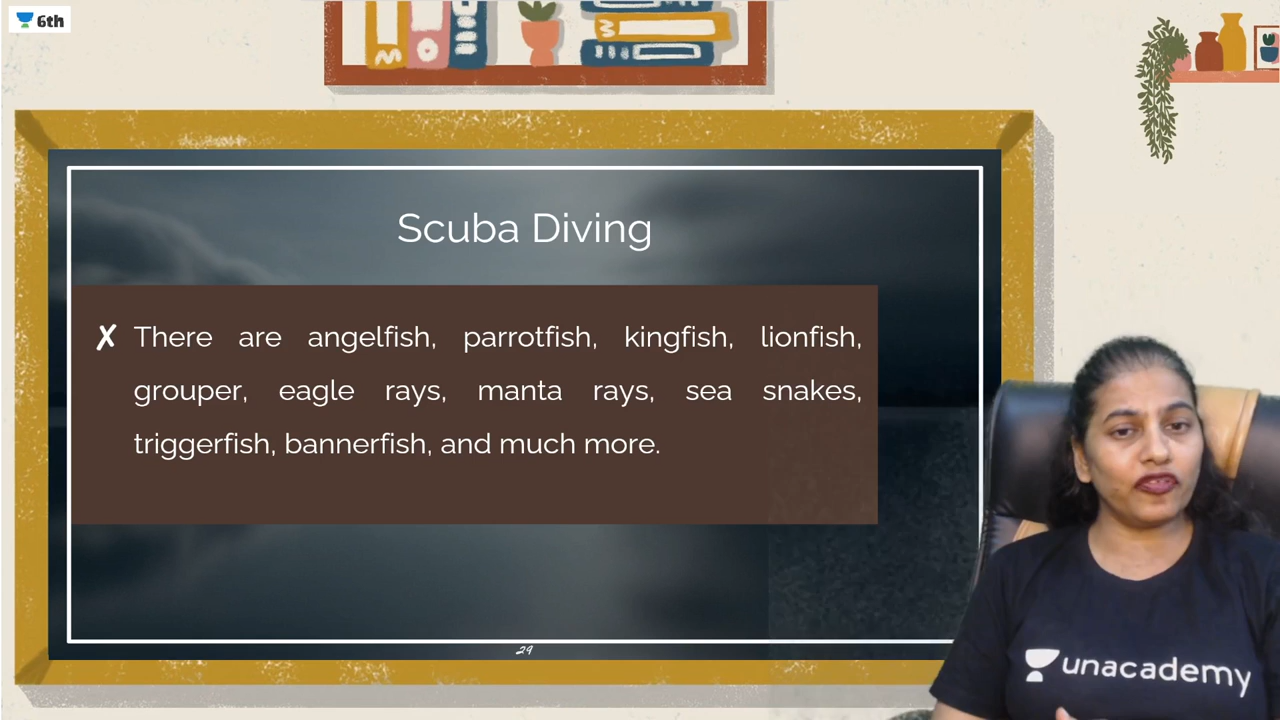 6th
Scuba Diving
✗ There are angelfish, parrotfish, kingfish, lionfish,
grouper, eagle rays, manta rays, sea snakes,
triggerfish, bannerfish, and much more.
29
unacademy